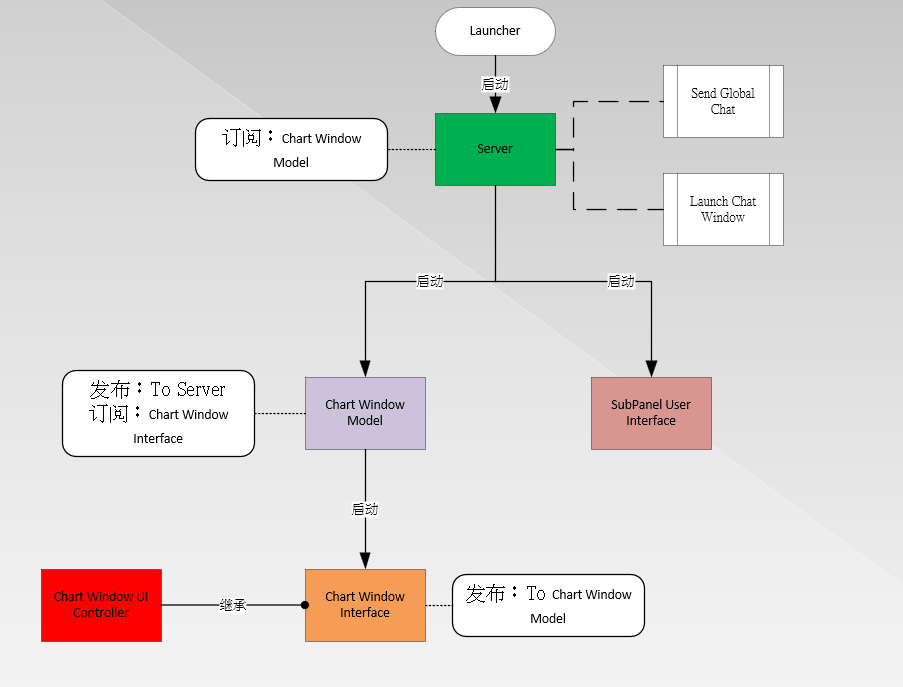 Launcher
启动
Send Global
Chat
订阅：Chart Window
Model
Server
Launch Chat
Window
启动
启动
发布：To Server
订阅：Chart Window
Interface
Chart Window
Model
SubPanel User
Interface
启动
Chart Window UI
Controller
继承
Chart Window
Interface
发布：To Chart Window
Model